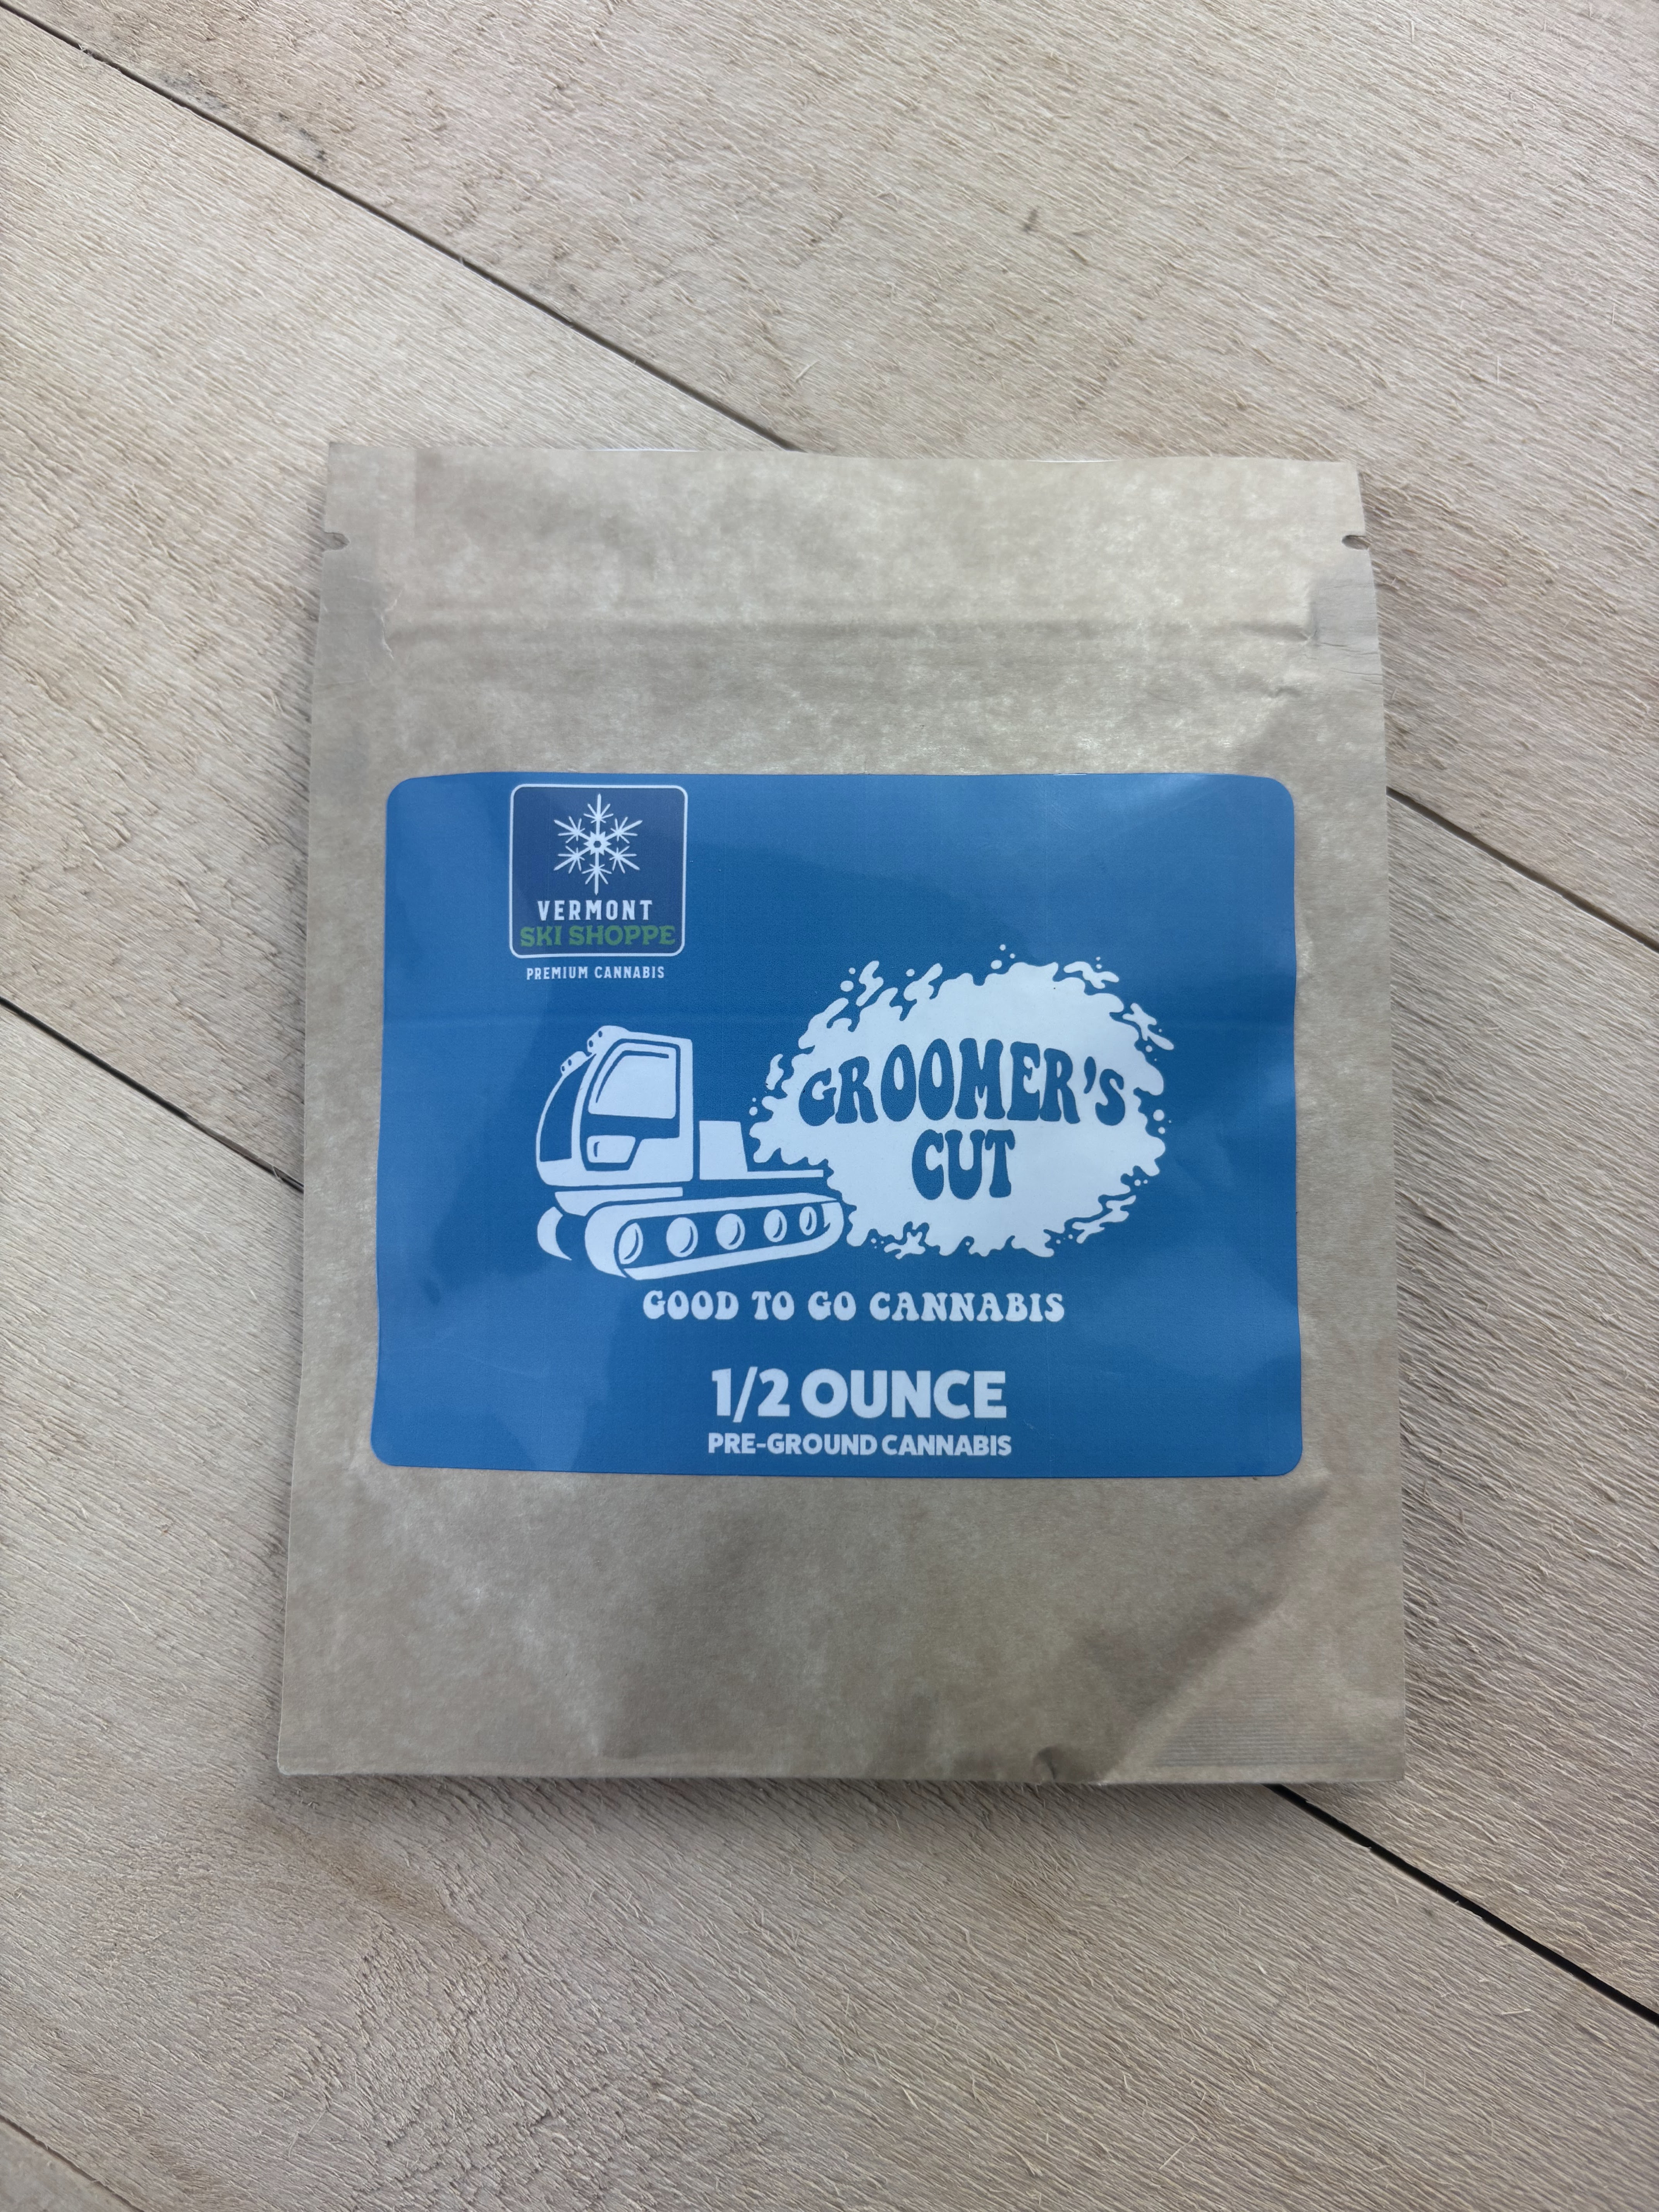 VERMONT
SKI SHOPPE
PREMIUM CANNABIS
GROOMER'S
CUT
GOOD TO GO CANNABIS
1/2 OUNCE
PRE-GROUND CANNABIS